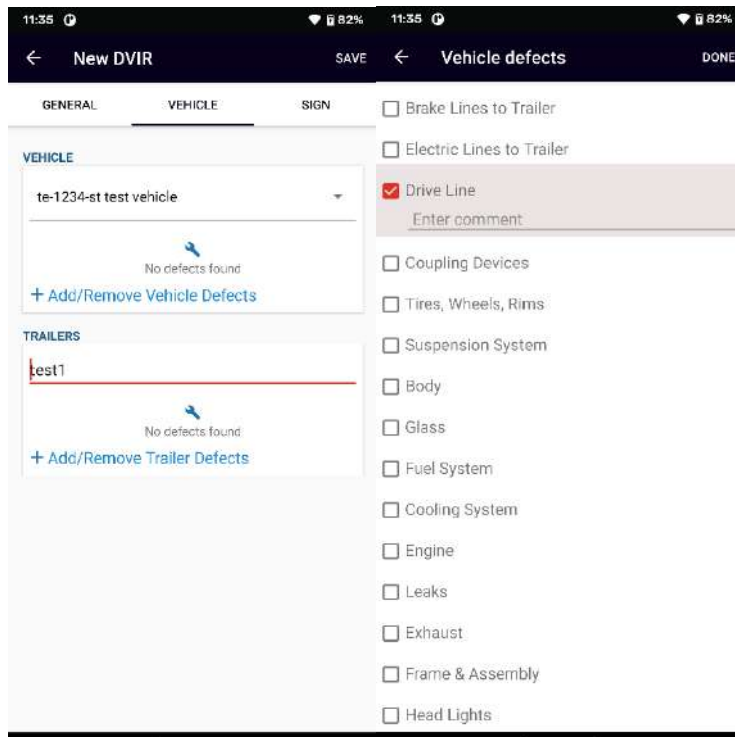 11:35
82%
New DVIR
SAVE
GENERAL
VEHICLE
SIGN
VEHICLE
te-1234-st test vehicle
No defects found
+ Add/Remove Vehicle Defects
TRAILERS
test1
No defects found
+ Add/Remove Trailer Defects
11:35
82%
Vehicle defects
DONE
Brake Lines to Trailer
Electric Lines to Trailer
Drive Line
Enter comment
Coupling Devices
Tires, Wheels, Rims
Suspension System
Body
Glass
Fuel System
Cooling System
Engine
Leaks
Exhaust
Frame & Assembly
Head Lights